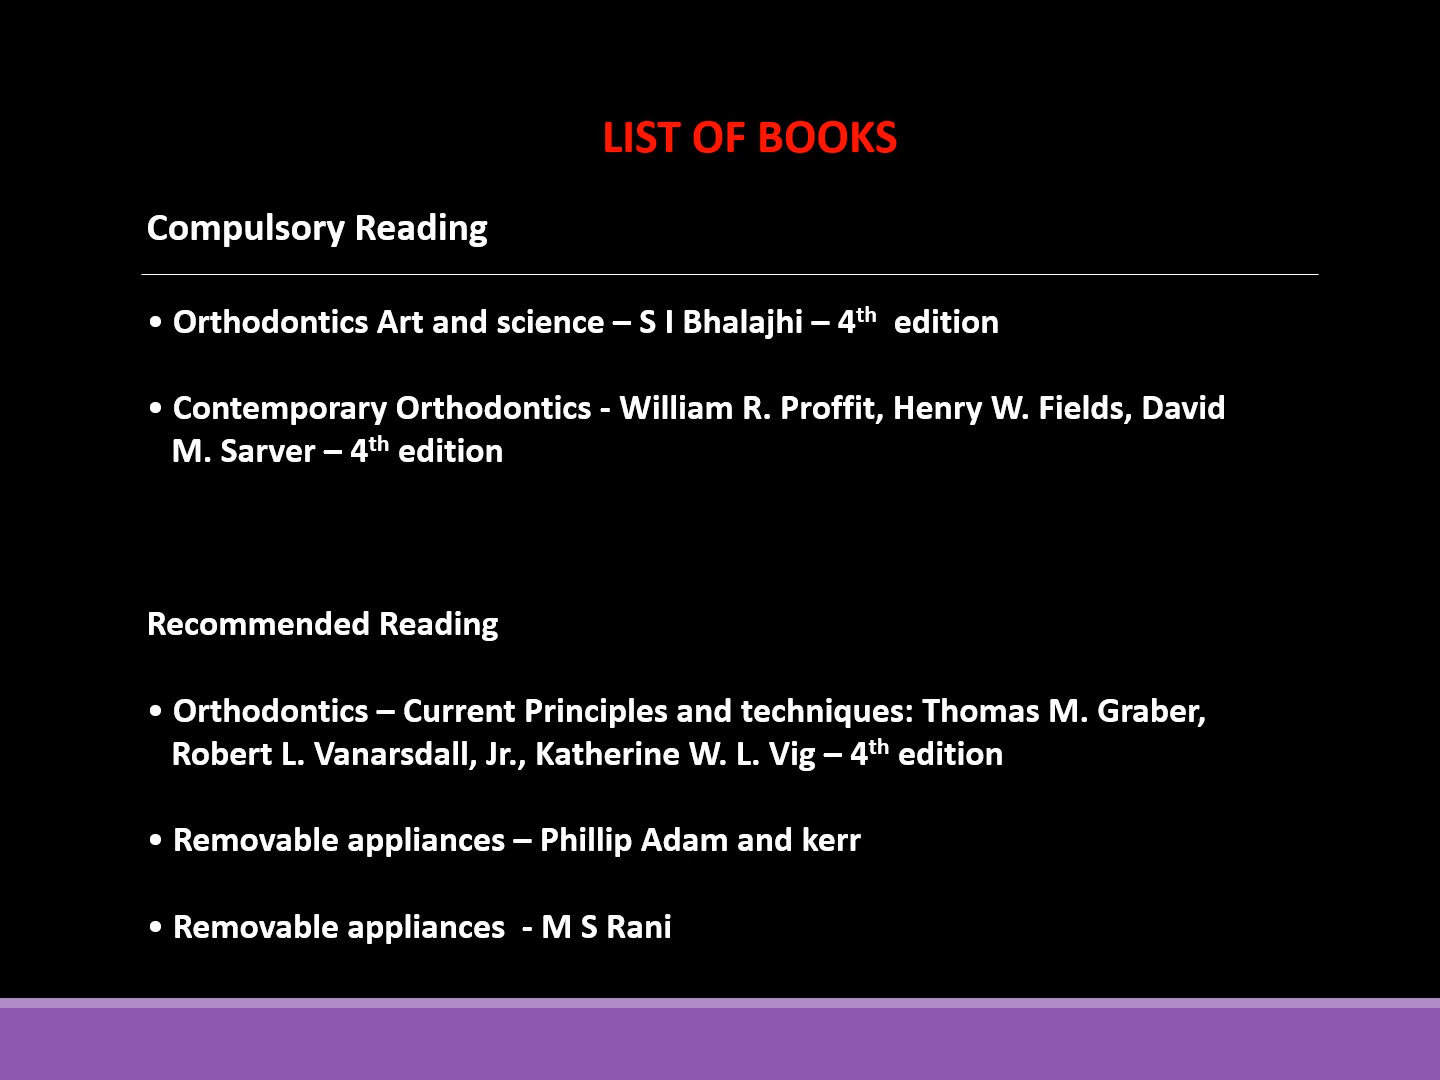 LIST OF BOOKS
Compulsory Reading
• Orthodontics Art and science – S I Bhalajhi – 4th  edition
• Contemporary Orthodontics - William R. Proffit, Henry W. Fields, David
M. Sarver – 4th edition
Recommended Reading
• Orthodontics – Current Principles and techniques: Thomas M. Graber,
Robert L. Vanarsdall, Jr., Katherine W. L. Vig – 4th edition
• Removable appliances – Phillip Adam and kerr
• Removable appliances  - M S Rani